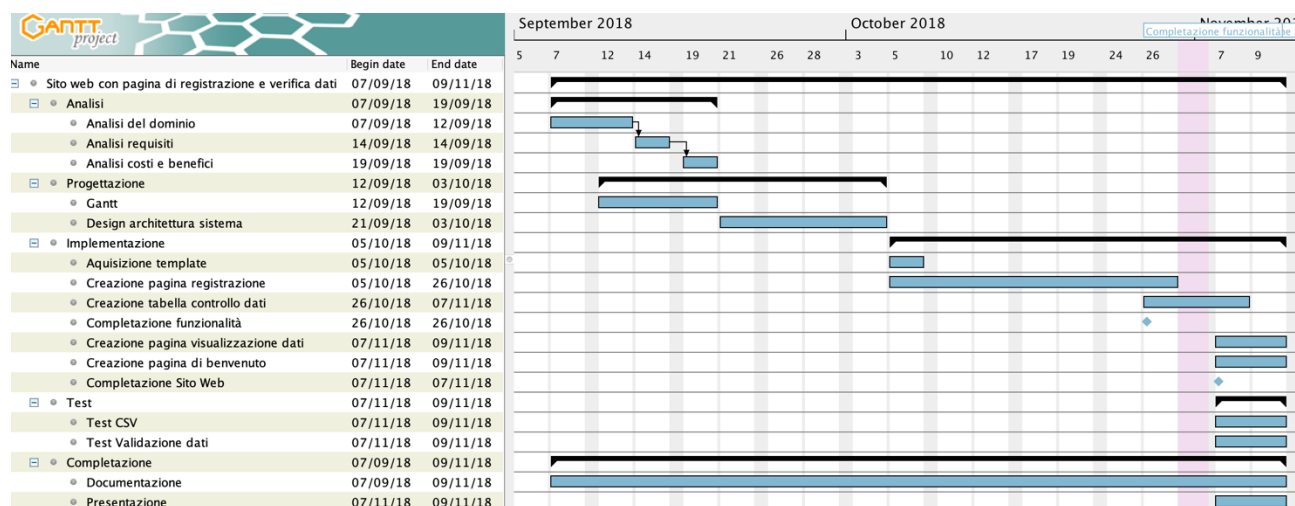 GANTT project
September 2018 October 2018 November 201
Completazione funzionalità
Name Begin date End date 5 7 12 14 19 21 26 28 3 5 10 12 17 19 24 26 7 9
Sito web con pagina di registrazione e verifica dati 07/09/18 09/11/18
Analisi 07/09/18 19/09/18
Analisi del dominio 07/09/18 12/09/18
Analisi requisiti 14/09/18 14/09/18
Analisi costi e benefici 19/09/18 19/09/18
Progettazione 12/09/18 03/10/18
Gantt 12/09/18 19/09/18
Design architettura sistema 21/09/18 03/10/18
Implementazione 05/10/18 09/11/18
Aquisizione template 05/10/18 05/10/18
Creazione pagina registrazione 05/10/18 26/10/18
Creazione tabella controllo dati 26/10/18 07/11/18
Completazione funzionalità 26/10/18 26/10/18
Creazione pagina visualizzazione dati 07/11/18 09/11/18
Creazione pagina di benvenuto 07/11/18 09/11/18
Completazione Sito Web 07/11/18 07/11/18
Test 07/11/18 09/11/18
Test CSV 07/11/18 09/11/18
Test Validazione dati 07/11/18 09/11/18
Completazione 07/09/18 09/11/18
Documentazione 07/09/18 09/11/18
Presentazione 07/11/18 09/11/18